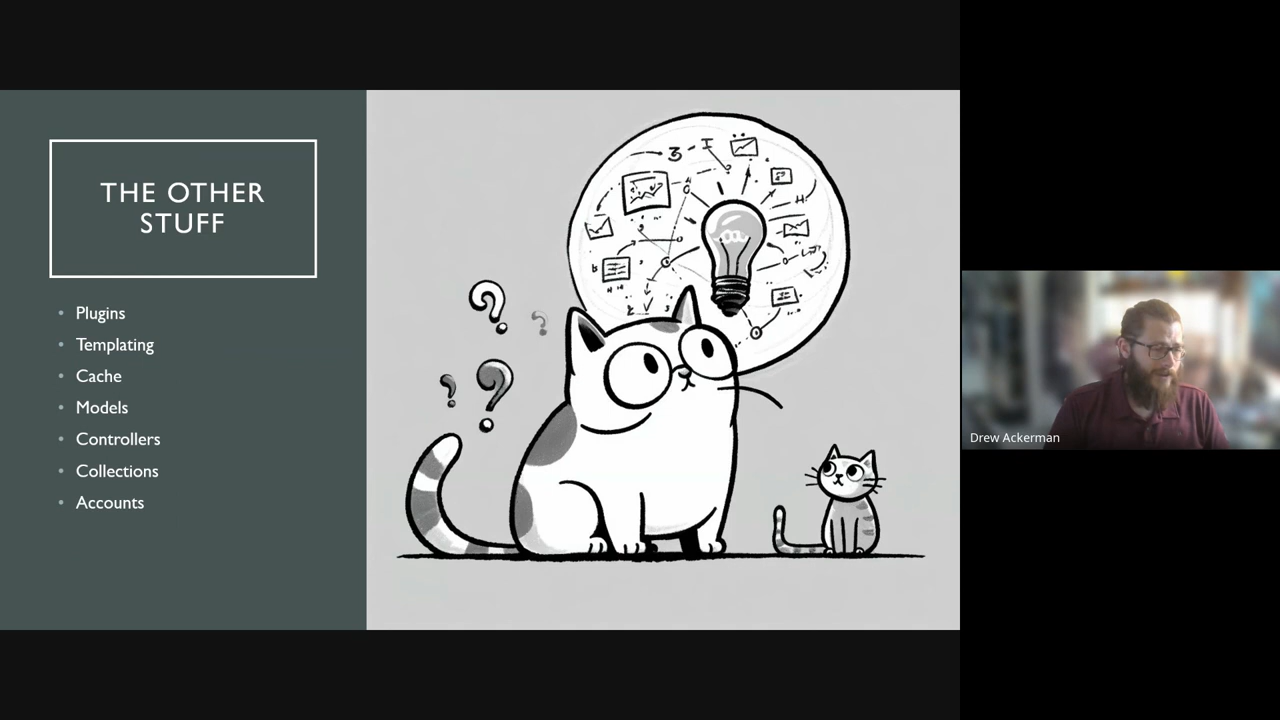 THE OTHER
STUFF
• Plugins
• Templating
• Cache
• Models
• Controllers
• Collections
• Accounts
? ?
? ?
Drew Ackerman